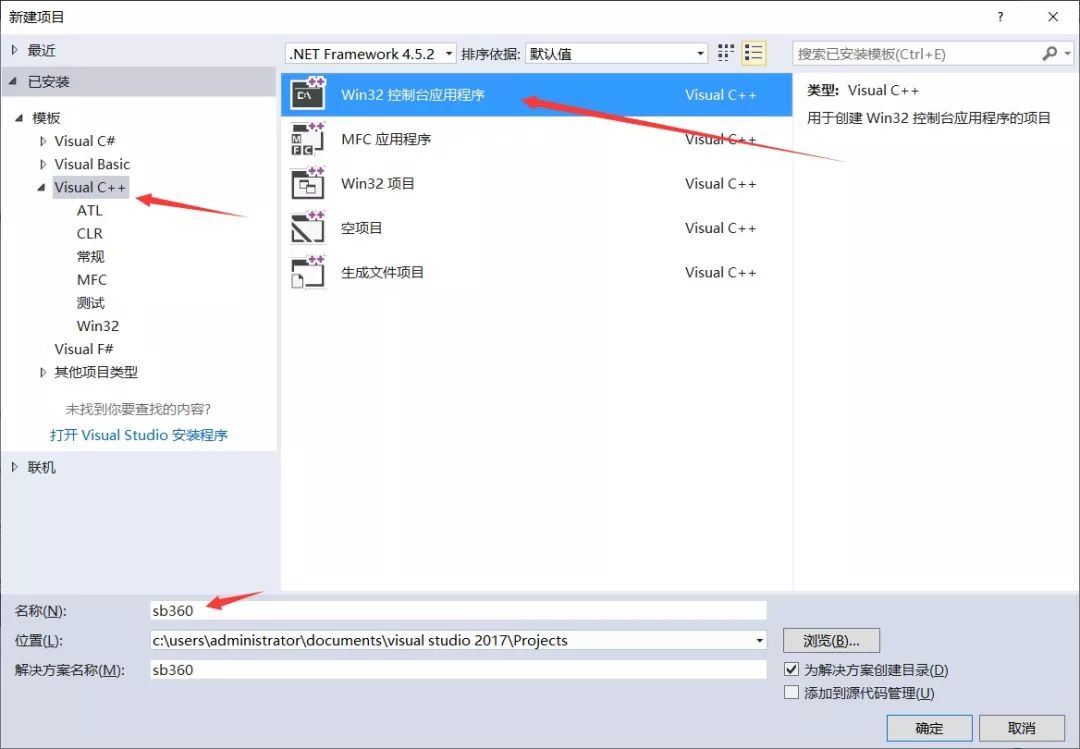 新建项目
? ×
最近
.NET Framework 4.5.2 排序依据: 默认值 搜索已安装模板(Ctrl+E)
已安装
模板
Visual C#
Visual Basic
Visual C++
ATL
CLR
常规
MFC
测试
Win32
Visual F#
其他项目类型
未找到你要查找的内容?
打开 Visual Studio 安装程序
联机
C:\
Win32 控制台应用程序 Visual C++
MFC
MFC 应用程序 Visual C++
Win32 项目 Visual C++
空项目 Visual C++
生成文件项目 Visual C++
类型: Visual C++
用于创建 Win32 控制台应用程序的项目
名称(N): sb360
位置(L): c:\users\administrator\documents\visual studio 2017\Projects 浏览(B)...
解决方案名称(M): sb360 为解决方案创建目录(D)
添加到源代码管理(U)
确定 取消